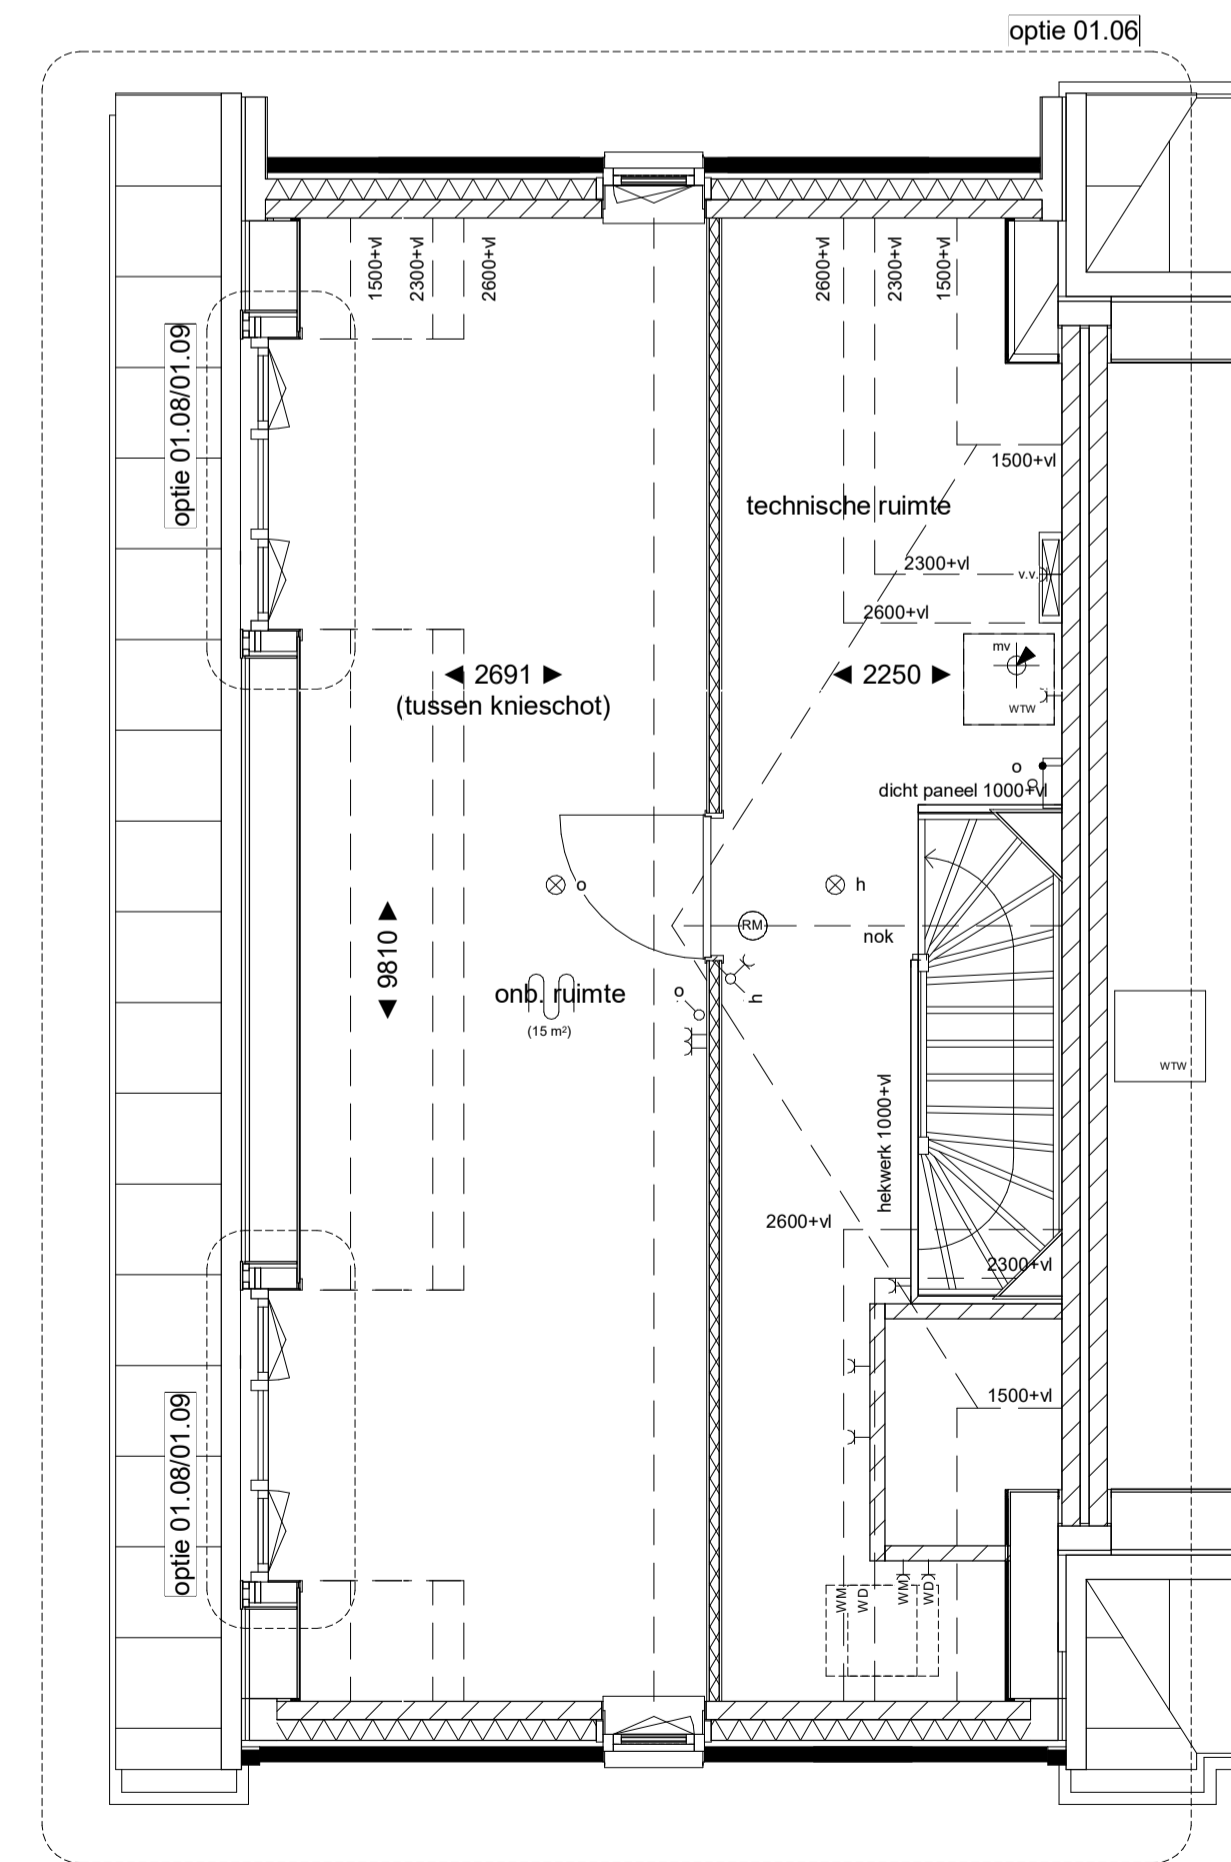 optie 01.06
1500+vl
2300+vl
2600+vl
2600+vl
2300+vl
1500+vl
optie 01.08/01.09
1500+vl
technische ruimte
2300+vl
v.v.
2600+vl
mv
2691
(tussen knieschot)
2250
WTW
o
o
dicht paneel 1000+vl
o
h
RM
nok
9810
onb. ruimte
(15 m²)
o
h
WTW
hekwerk 1000+vl
2600+vl
2300+vl
1500+vl
optie 01.08/01.09
WM
WD
WM
WD